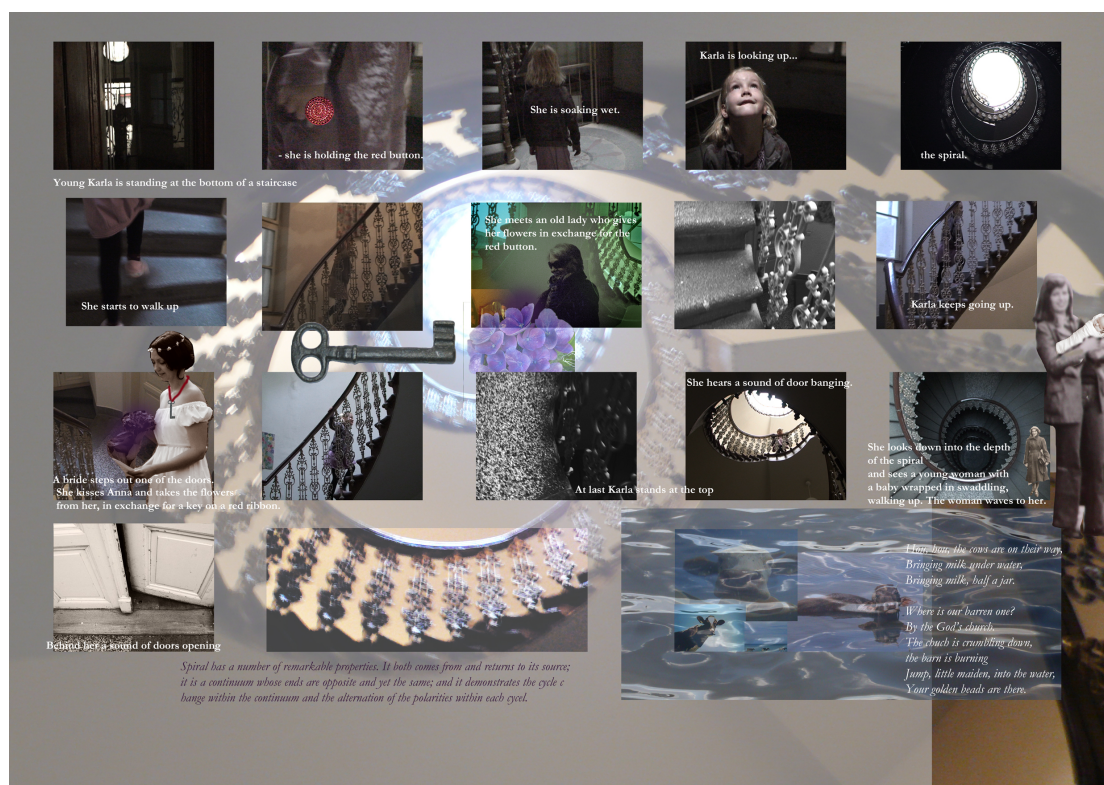 Karla is looking up...
She is soaking wet.
- she is holding the red button.
the spiral.
Young Karla is standing at the bottom of a staircase
She meets an old lady who gives
her flowers in exchange for the
red button.
She starts to walk up
Karla keeps going up.
She hears a sound of door banging.
She looks down into the depth
of the spiral
and sees a young woman with
a baby wrapped in swaddling,
walking up. The woman waves to her.
A bride steps out one of the doors.
She kisses Anna and takes the flowers
from her, in exchange for a key on a red ribbon.
At last Karla stands at the top
Behind her a sound of doors opening
Spiral has a number of remarkable properties. It both comes from and returns to its source;
it is a continuum whose ends are opposite and yet the same; and it demonstrates the cycle c
hange within the continuum and the alternation of the polarities within each cycel.
Hou, hou, the cows are on their way,
Bringing milk under water.
Bringing milk, half a jar.
Where is our barren one?
By the God's church.
The chuch is crumbling down,
the barn is burning
Jump, little maiden, into the water,
Your golden beads are there.